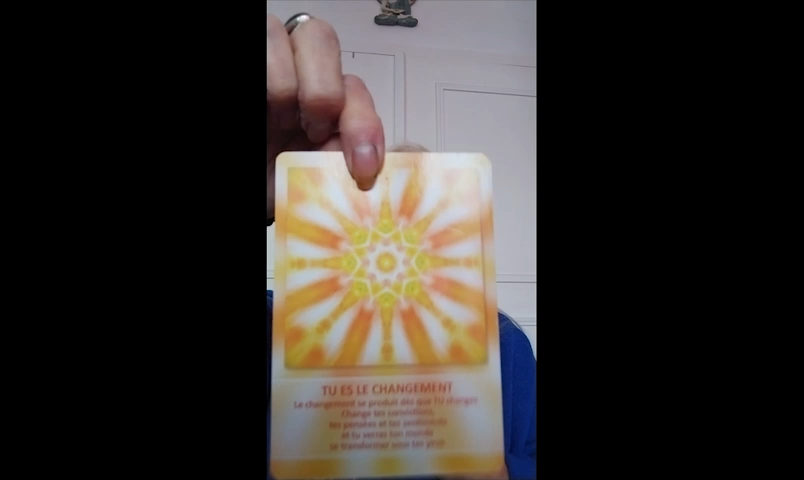 TU ES LE CHANGEMENT
Le changement se produit dès que TU changes
Change tes convictions,
tes pensées et tes sentiments
et tu verras ton monde
se transformer sous tes yeux